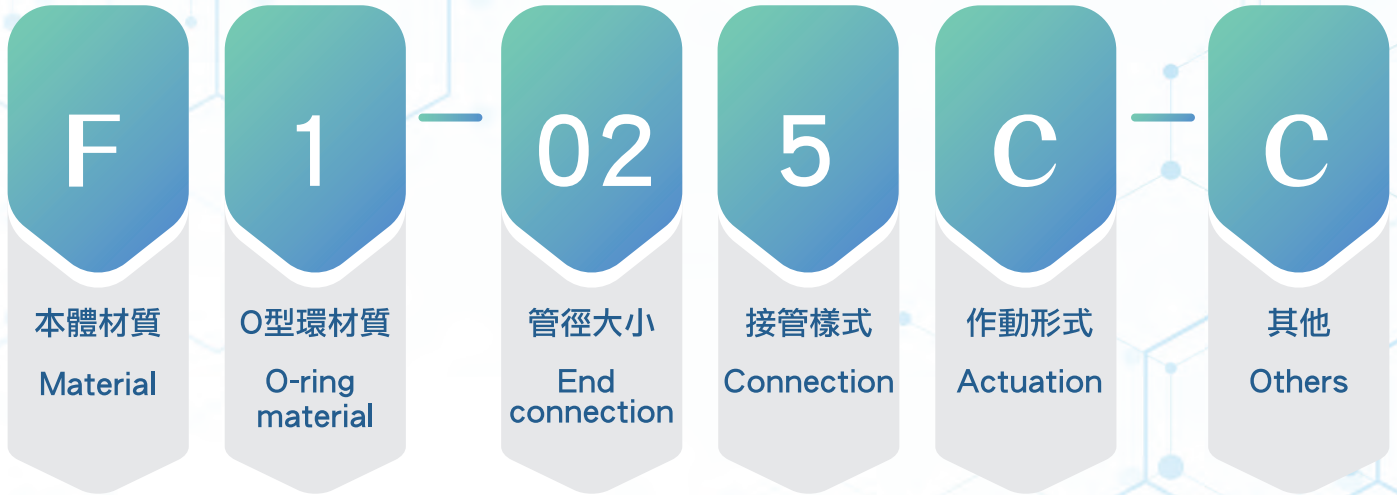 F
1
02
5
C
C
本體材質
Material
O型環材質
O-ring
material
管徑大小
End
connection
接管樣式
Connection
作動形式
Actuation
其他
Others